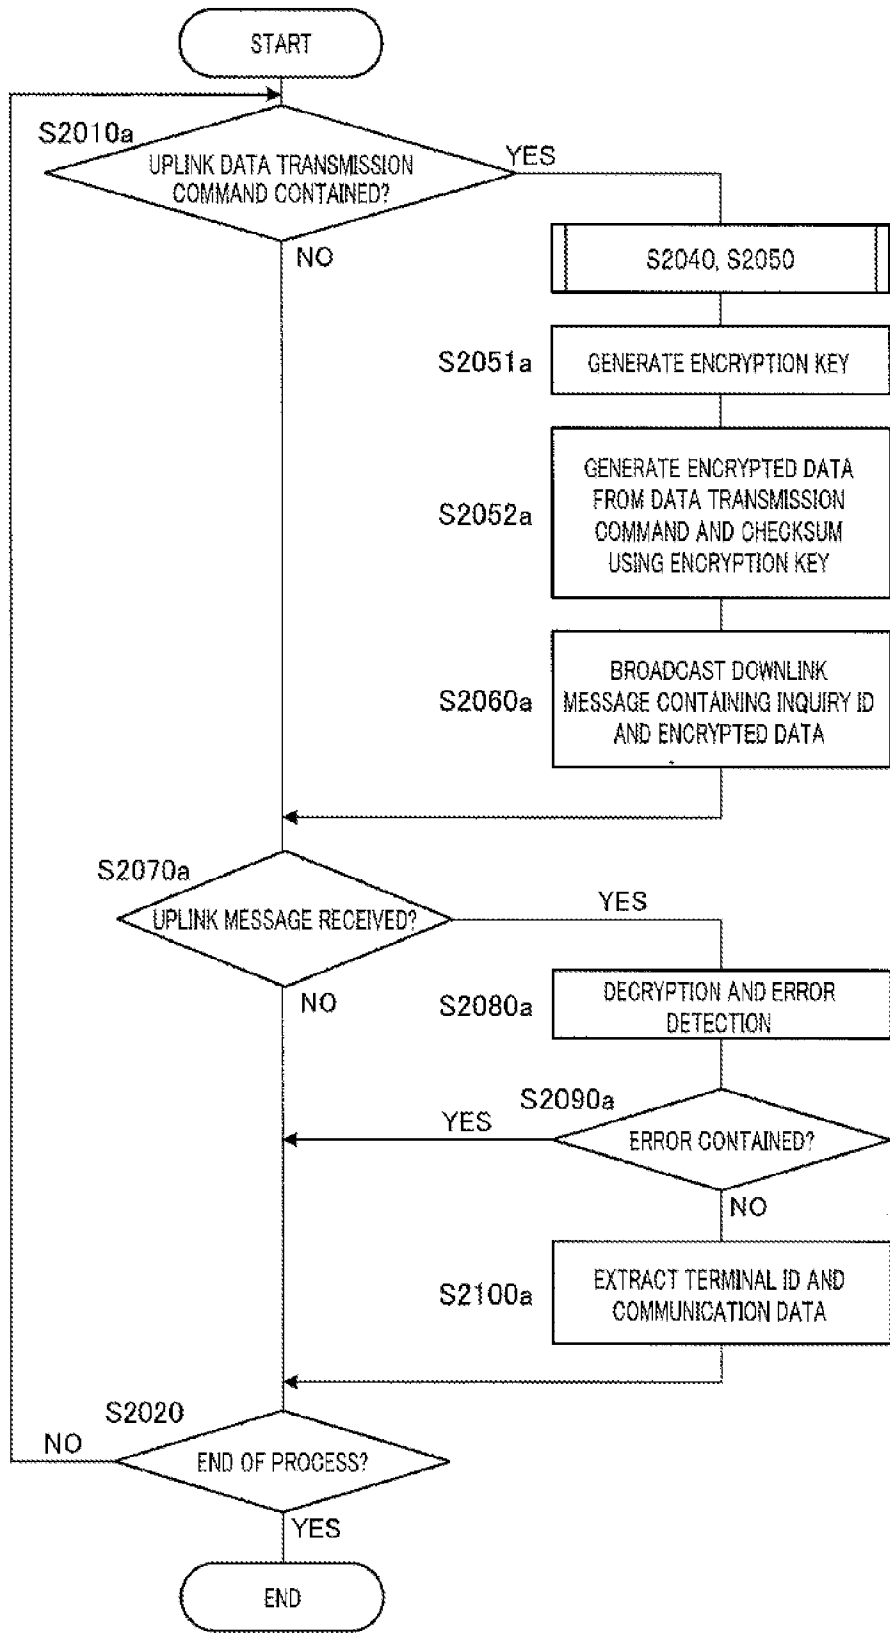 START
S2010a
UPLINK DATA TRANSMISSION
COMMAND CONTAINED?
YES
NO
S2040, S2050
S2051a
GENERATE ENCRYPTION KEY
S2052a
GENERATE ENCRYPTED DATA
FROM DATA TRANSMISSION
COMMAND AND CHECKSUM
USING ENCRYPTION KEY
S2060a
BROADCAST DOWNLINK
MESSAGE CONTAINING INQUIRY ID
AND ENCRYPTED DATA
S2070a
UPLINK MESSAGE RECEIVED?
YES
NO
S2080a
DECRYPTION AND ERROR
DETECTION
S2090a
ERROR CONTAINED?
YES
NO
S2100a
EXTRACT TERMINAL ID AND
COMMUNICATION DATA
S2020
END OF PROCESS?
NO
YES
END